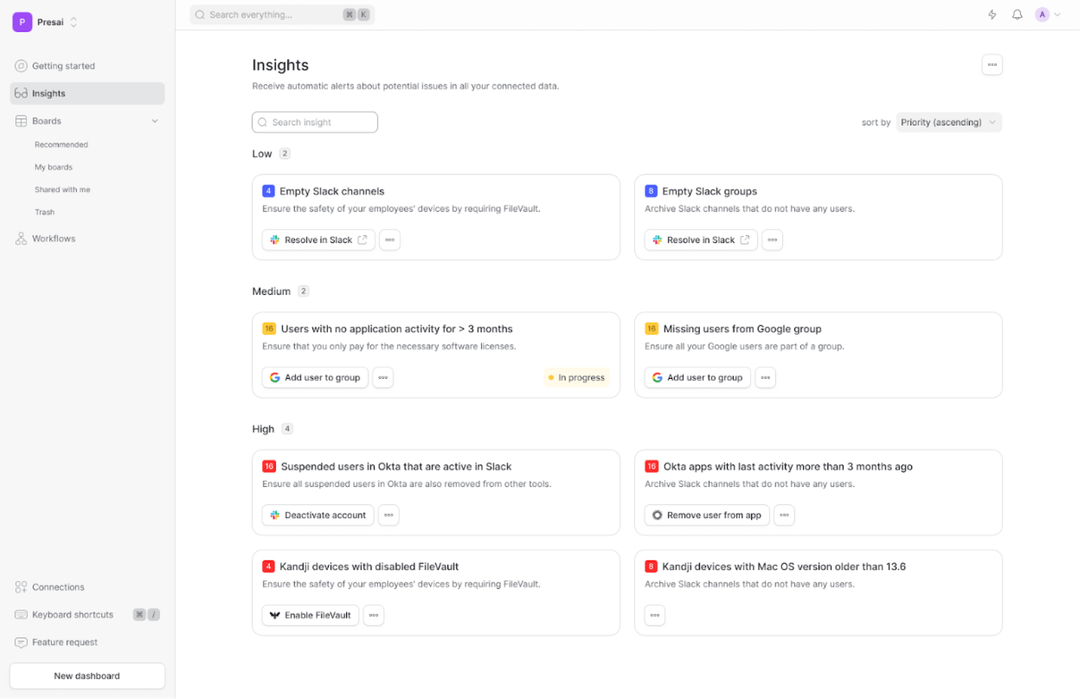 P Presai
Search everything... ⌘ K
A
Getting started
Insights
Boards
Recommended
My boards
Shared with me
Trash
Workflows
Connections
Keyboard shortcuts ⌘ /
Feature request
New dashboard
Insights
Receive automatic alerts about potential issues in all your connected data.
Search insight
sort by Priority (ascending)
Low 2
4 Empty Slack channels
Ensure the safety of your employees' devices by requiring FileVault.
Resolve in Slack
8 Empty Slack groups
Archive Slack channels that do not have any users.
Resolve in Slack
Medium 2
16 Users with no application activity for > 3 months
Ensure that you only pay for the necessary software licenses.
Add user to group
In progress
16 Missing users from Google group
Ensure all your Google users are part of a group.
Add user to group
High 4
16 Suspended users in Okta that are active in Slack
Ensure all suspended users in Okta are also removed from other tools.
Deactivate account
16 Okta apps with last activity more than 3 months ago
Archive Slack channels that do not have any users.
Remove user from app
4 Kandji devices with disabled FileVault
Ensure the safety of your employees' devices by requiring FileVault.
Enable FileVault
8 Kandji devices with Mac OS version older than 13.6
Archive Slack channels that do not have any users.